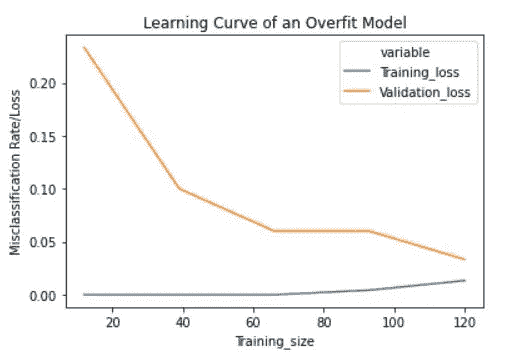 Learning Curve of an Overfit Model
variable
Training_loss
Validation_loss
Misclassification Rate/Loss
0.20
0.15
0.10
0.05
0.00
20 40 60 80 100 120
Training_size